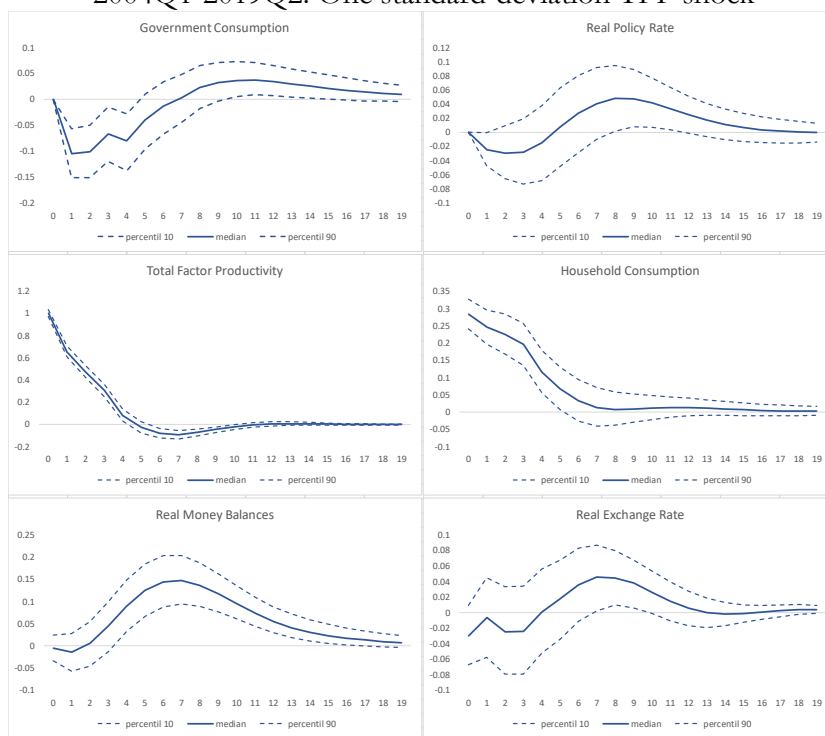 2004Q1-2019Q2. One standard-deviation TFP shock
Government Consumption
0.1
0.05
0
-0.05
-0.1
-0.15
-0.2
0 1 2 3 4 5 6 7 8 9 10 11 12 13 14 15 16 17 18 19
percentil 10 median percentil 90
Real Policy Rate
0.12
0.1
0.08
0.06
0.04
0.02
0
-0.02
-0.04
-0.06
-0.08
-0.1
0 1 2 3 4 5 6 7 8 9 10 11 12 13 14 15 16 17 18 19
percentil 10 median percentil 90
Total Factor Productivity
1.2
1
0.8
0.6
0.4
0.2
0
-0.2
0 1 2 3 4 5 6 7 8 9 10 11 12 13 14 15 16 17 18 19
percentil 10 median percentil 90
Household Consumption
0.35
0.3
0.25
0.2
0.15
0.1
0.05
0
-0.05
-0.1
0 1 2 3 4 5 6 7 8 9 10 11 12 13 14 15 16 17 18 19
percentil 10 median percentil 90
Real Money Balances
0.25
0.2
0.15
0.1
0.05
0
-0.05
-0.1
0 1 2 3 4 5 6 7 8 9 10 11 12 13 14 15 16 17 18 19
percentil 10 median percentil 90
Real Exchange Rate
0.1
0.08
0.06
0.04
0.02
0
-0.02
-0.04
-0.06
-0.08
-0.1
0 1 2 3 4 5 6 7 8 9 10 11 12 13 14 15 16 17 18 19
percentil 10 median percentil 90